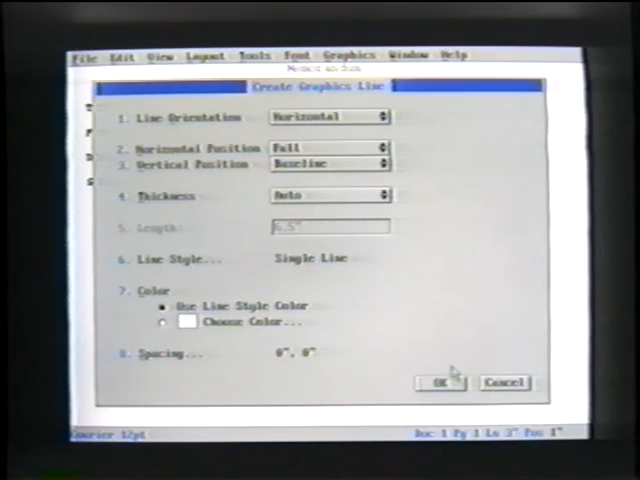 File Edit View Layout Tools Font Graphics Window Help
Memorandum
Create Graphics Line
1. Line Orientation Horizontal
2. Horizontal Position Full
3. Vertical Position Baseline
4. Thickness Auto
5. Length: 6.5"
6. Line Style... Single Line
7. Color
Use Line Style Color
Choose Color...
8. Spacing... 0", 0"
OK Cancel
Courier 12pt Doc 1 Pg 1 Ln 3" Pos 1"